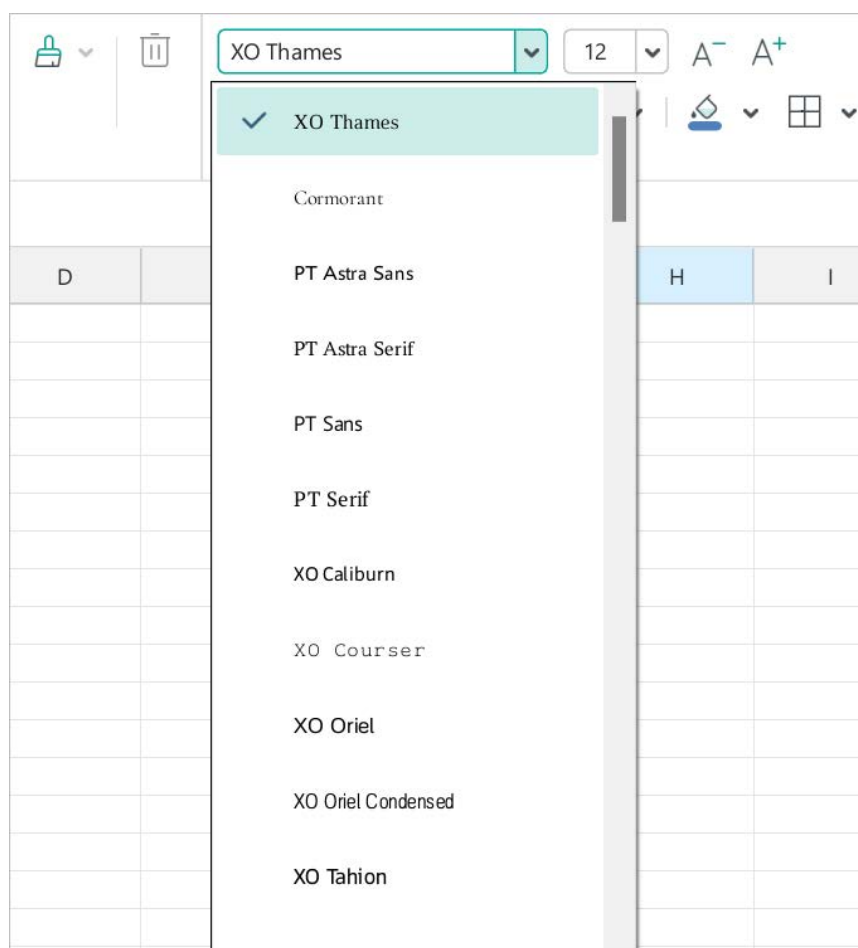 XO Thames
12
A- A+
XO Thames
Cormorant
D
H
I
PT Astra Sans
PT Astra Serif
PT Sans
PT Serif
XO Caliburn
XO Courser
XO Oriel
XO Oriel Condensed
XO Tahion